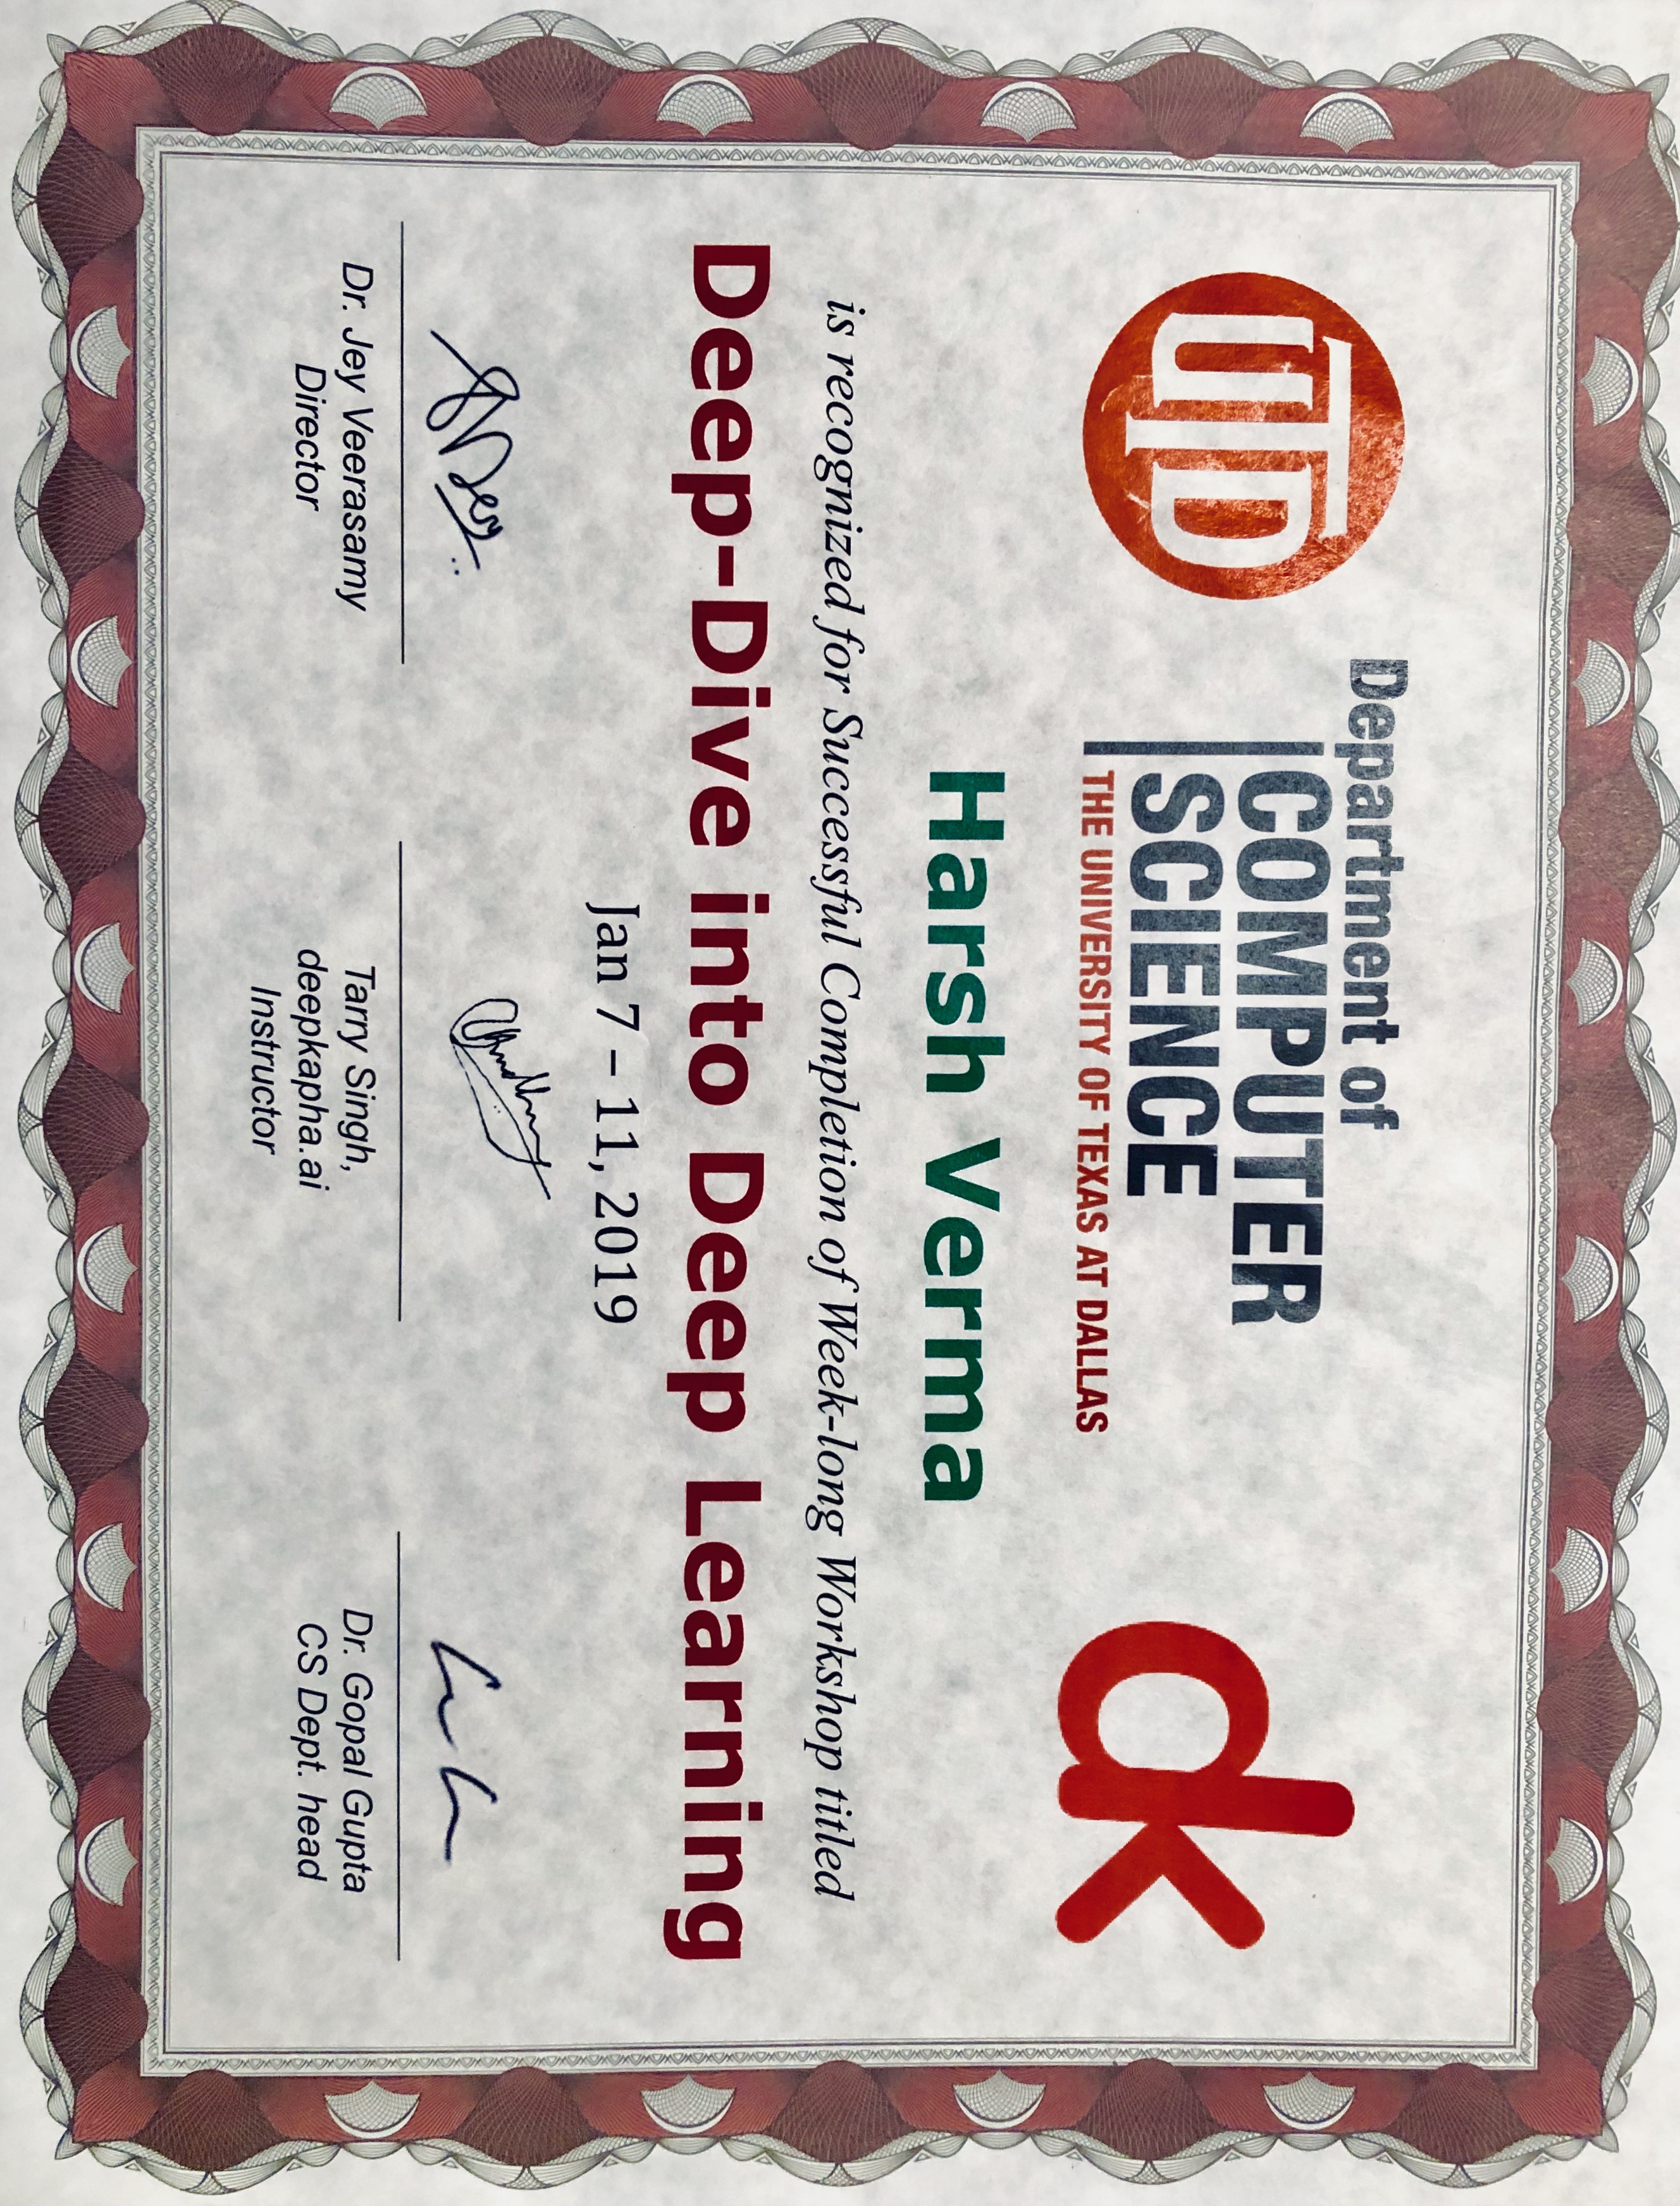 UTD
Department of
COMPUTER
SCIENCE
THE UNIVERSITY OF TEXAS AT DALLAS
dk
Harsh Verma
is recognized for Successful Completion of Week-long Workshop titled
Deep-Dive into Deep Learning
Jan 7 – 11, 2019
Dr. Jey Veerasamy
Director
Tarry Singh,
deepkapha.ai
Instructor
Dr. Gopal Gupta
CS Dept. head